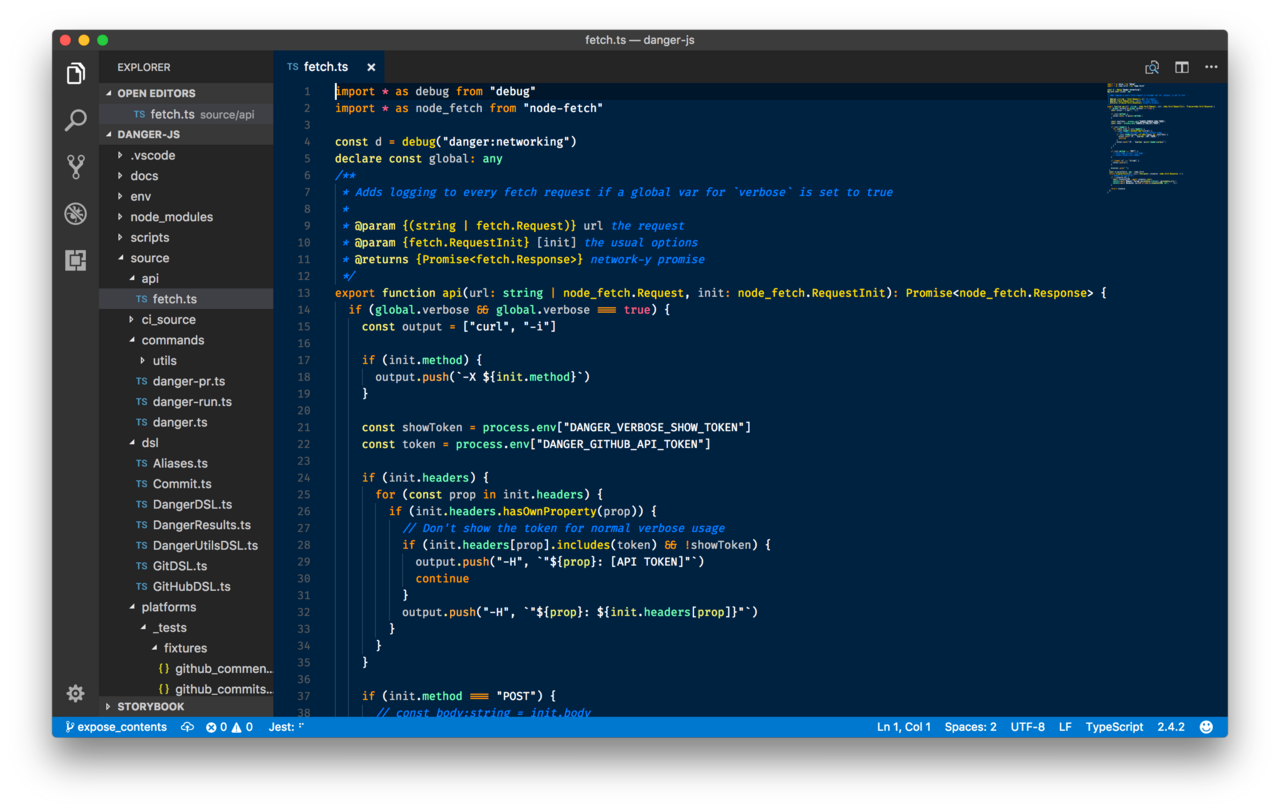 fetch.ts — danger-js
EXPLORER
OPEN EDITORS
TS fetch.ts source/api
DANGER-JS
.vscode
docs
env
node_modules
scripts
source
api
TS fetch.ts
ci_source
commands
utils
TS danger-pr.ts
TS danger-run.ts
TS danger.ts
dsl
TS Aliases.ts
TS Commit.ts
TS DangerDSL.ts
TS DangerResults.ts
TS DangerUtilsDSL.ts
TS GitDSL.ts
TS GitHubDSL.ts
platforms
_tests
fixtures
{} github_commen...
{} github_commits...
STORYBOOK
TS fetch.ts ×
1 import * as debug from "debug"
2 import * as node_fetch from "node-fetch"
3
4 const d = debug("danger:networking")
5 declare const global: any
6 /**
7 * Adds logging to every fetch request if a global var for `verbose` is set to true
8 *
9 * @param {(string | fetch.Request)} url the request
10 * @param {fetch.RequestInit} [init] the usual options
11 * @returns {Promise<fetch.Response>} network-y promise
12 */
13 export function api(url: string | node_fetch.Request, init: node_fetch.RequestInit): Promise<node_fetch.Response> {
14 if (global.verbose && global.verbose === true) {
15 const output = ["curl", "-i"]
16
17 if (init.method) {
18 output.push(`-X ${init.method}`)
19 }
20
21 const showToken = process.env["DANGER_VERBOSE_SHOW_TOKEN"]
22 const token = process.env["DANGER_GITHUB_API_TOKEN"]
23
24 if (init.headers) {
25 for (const prop in init.headers) {
26 if (init.headers.hasOwnProperty(prop)) {
27 // Don't show the token for normal verbose usage
28 if (init.headers[prop].includes(token) && !showToken) {
29 output.push("-H", `"${prop}: [API TOKEN]"`)
30 continue
31 }
32 output.push("-H", `"${prop}: ${init.headers[prop]}"`)
33 }
34 }
35 }
36
37 if (init.method === "POST") {
38 // const body:string = init.body
expose_contents 0 0 Jest:
Ln 1, Col 1 Spaces: 2 UTF-8 LF TypeScript 2.4.2